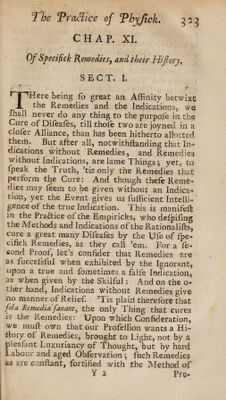 The Practice of Physick. 323
CHAP. XI.
Of Specifick Remedies, and their History.
SECT. I.
THere being so great an Affinity betwixt
the Remedies and the Indications, we
shall never do any thing to the purpose in the
Cure of Diseases, till those two are joyned in a
closer Alliance, than has been hitherto allotted
them. But after all, notwithstanding that In-
dications without Remedies, and Remedies
without Indications, are lame Things; yet, to
speak the Truth, 'tis only the Remedies that
perform the Cure: And though these Reme-
dies may seem to be given without an Indica-
tion, yet the Event gives us sufficient Intelli-
gence of the true Indication. This is manifest
in the Practice of the Empiricks, who despising
the Methods and Indications of the Rationalists,
cure a great many Diseases by the Use of Spe-
cifick Remedies, as they call 'em. For a se-
cond Proof, let's consider that Remedies are
as successful when exhibited by the Ignorant,
upon a true and sometimes a false Indication,
as when given by the Skilful: And on the o-
ther hand, Indications without Remedies give
no manner of Relief. 'Tis plain therefore that
sola Remedia sanant, the only Thing that cures
is the Remedies: Upon which Consideration,
we must own that our Profession wants a Hi-
story of Remedies, brought to Light, not by a
pleasant Luxuriancy of Thought, but by hard
Labour and aged Observation; such Remedies
as are constant, fortified with the Method of
Y 2 Pre-